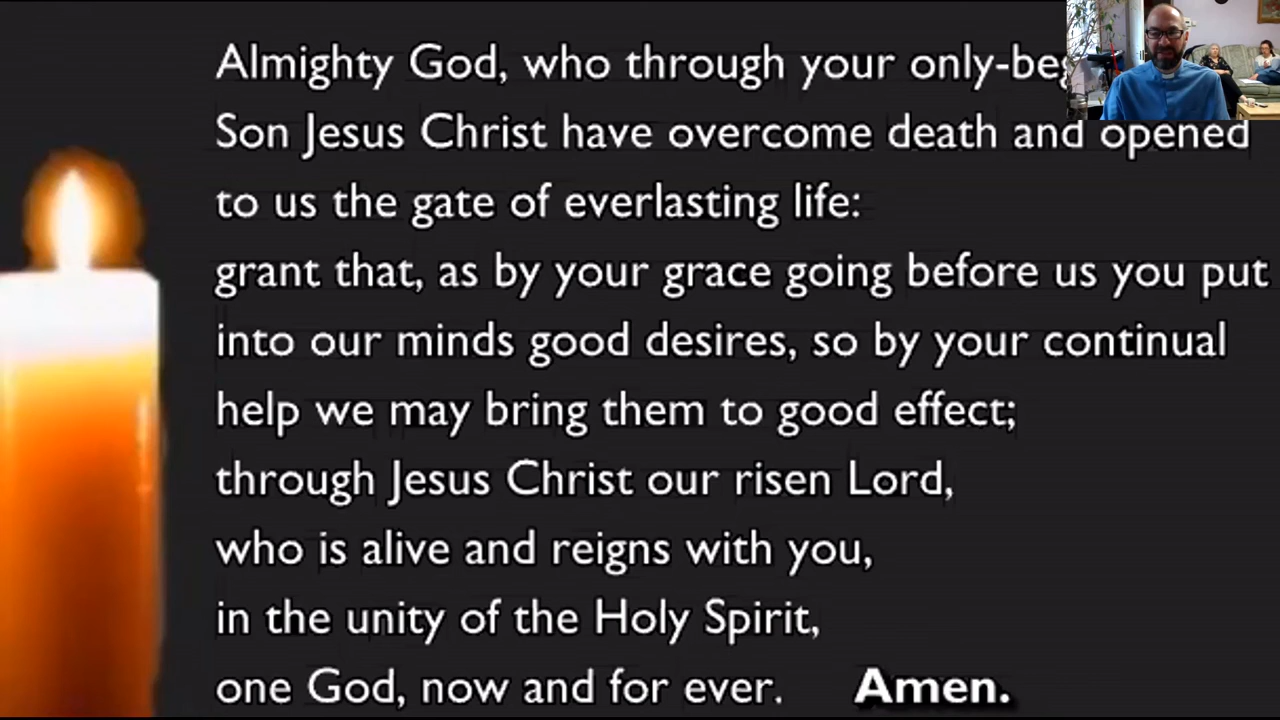 Almighty God, who through your only-
Son Jesus Christ have overcome death and opened
to us the gate of everlasting life:
grant that, as by your grace going before us you put
into our minds good desires, so by your continual
help we may bring them to good effect;
through Jesus Christ our risen Lord,
who is alive and reigns with you,
in the unity of the Holy Spirit,
one God, now and for ever. Amen.